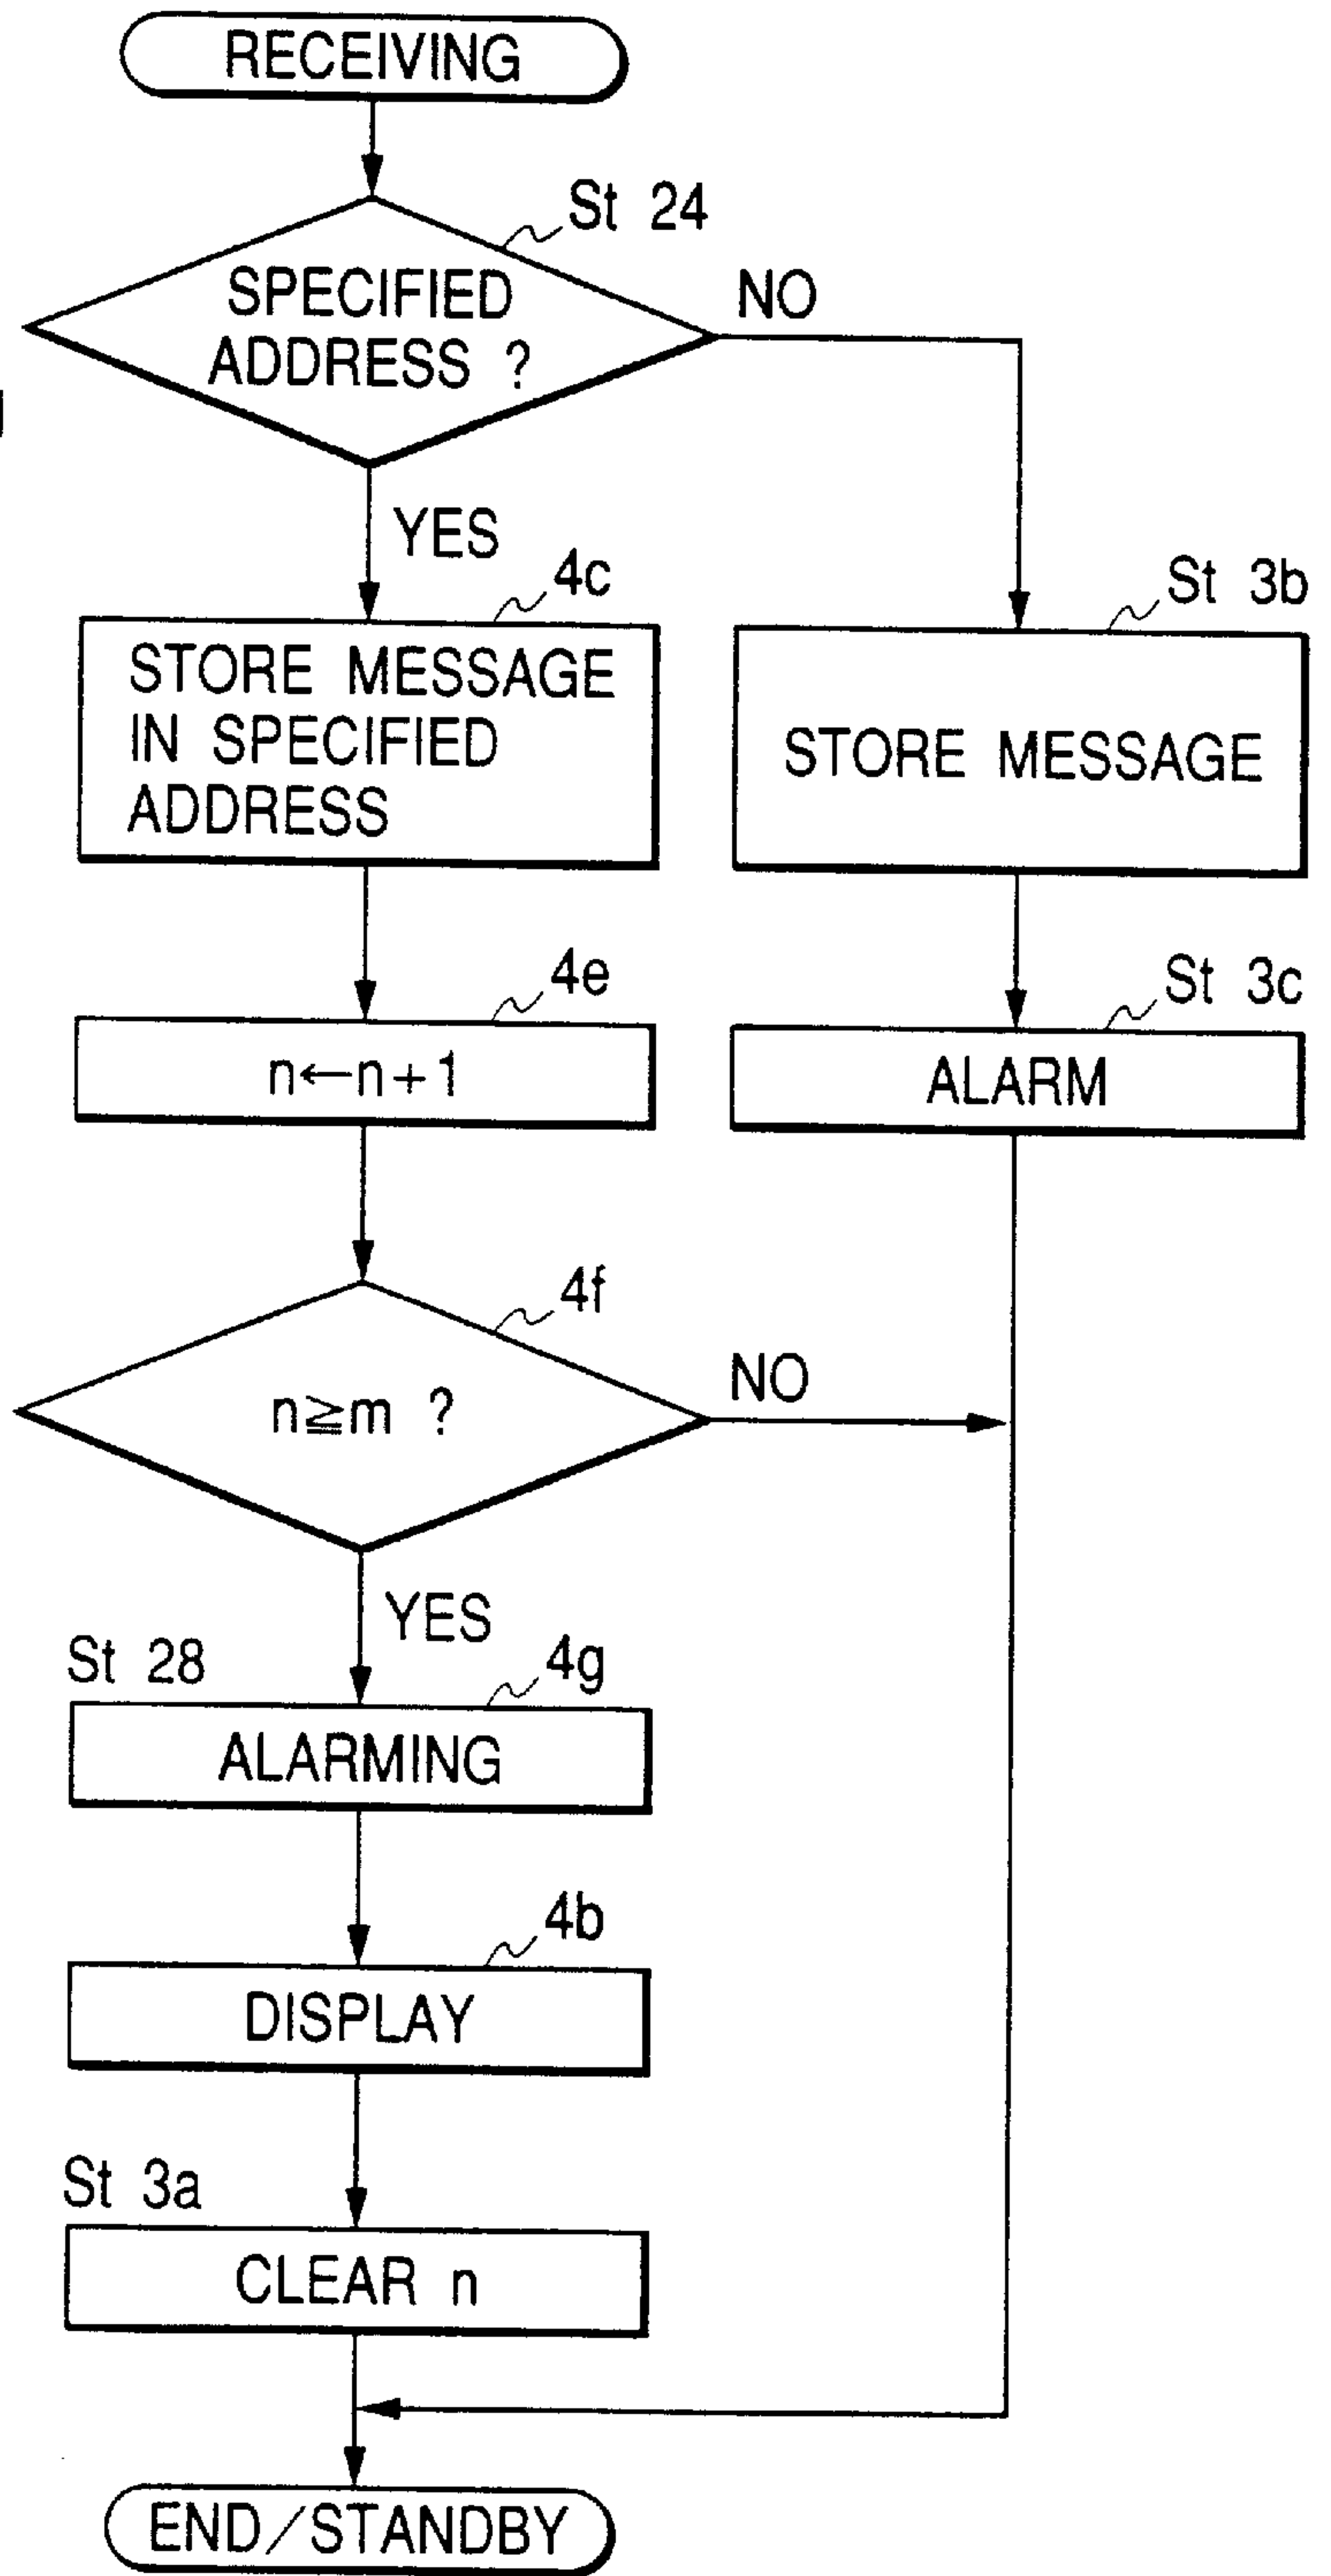 RECEIVING
St 24
SPECIFIED
ADDRESS ?
NO
YES
4c
STORE MESSAGE
IN SPECIFIED
ADDRESS
St 3b
STORE MESSAGE
4e
n←n+1
St 3c
ALARM
4f
n≧m ?
NO
YES
St 28
4g
ALARMING
4b
DISPLAY
St 3a
CLEAR n
END/STANDBY